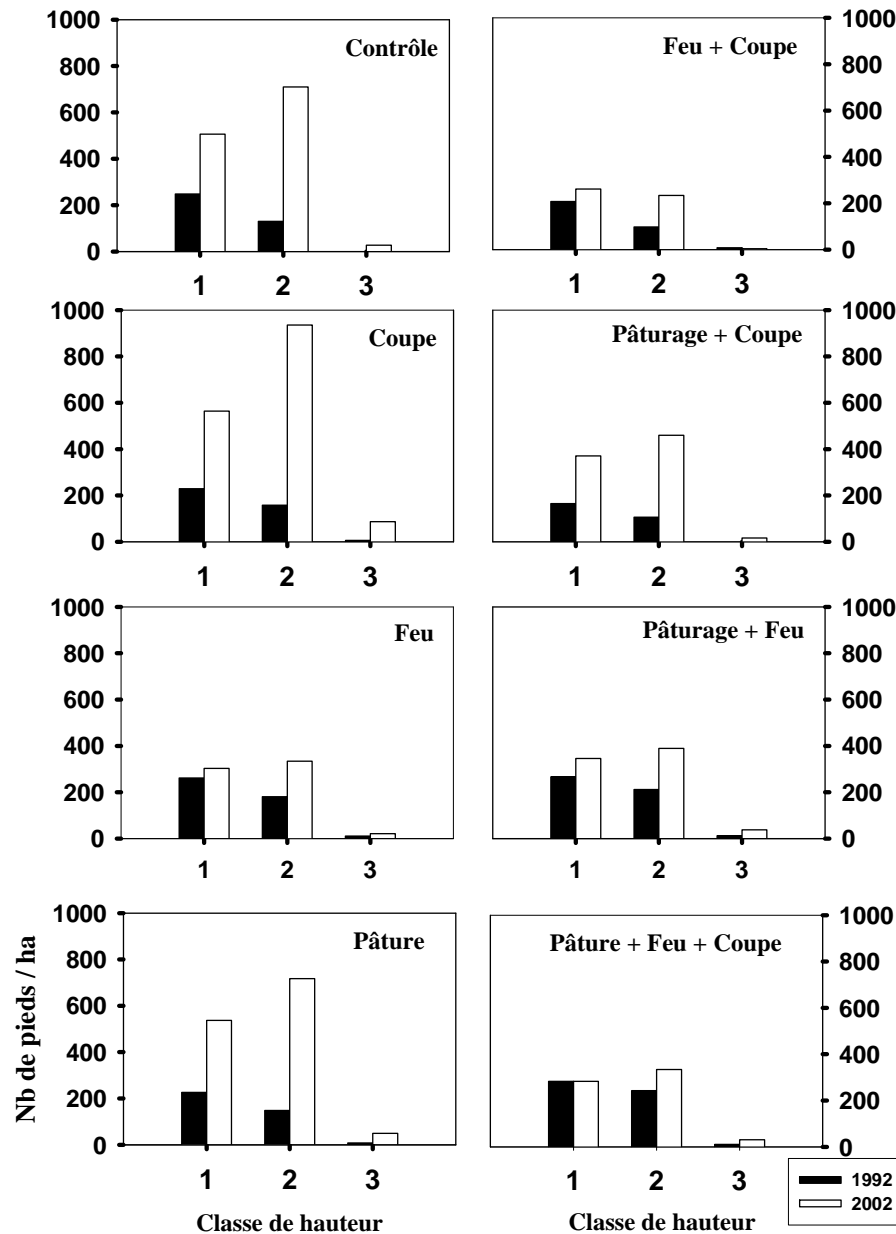 1000
800
600
400
200
0
Contrôle
1 2 3
Feu + Coupe
1000
800
600
400
200
0
1 2 3
1000
800
600
400
200
0
Coupe
1 2 3
Pâturage + Coupe
1000
800
600
400
200
0
1 2 3
1000
800
600
400
200
0
Feu
1 2 3
Pâturage + Feu
1000
800
600
400
200
0
1 2 3
Nb de pieds / ha
1000
800
600
400
200
0
Pâture
1 2 3
Classe de hauteur
Pâture + Feu + Coupe
1000
800
600
400
200
0
1 2 3
Classe de hauteur
1992
2002